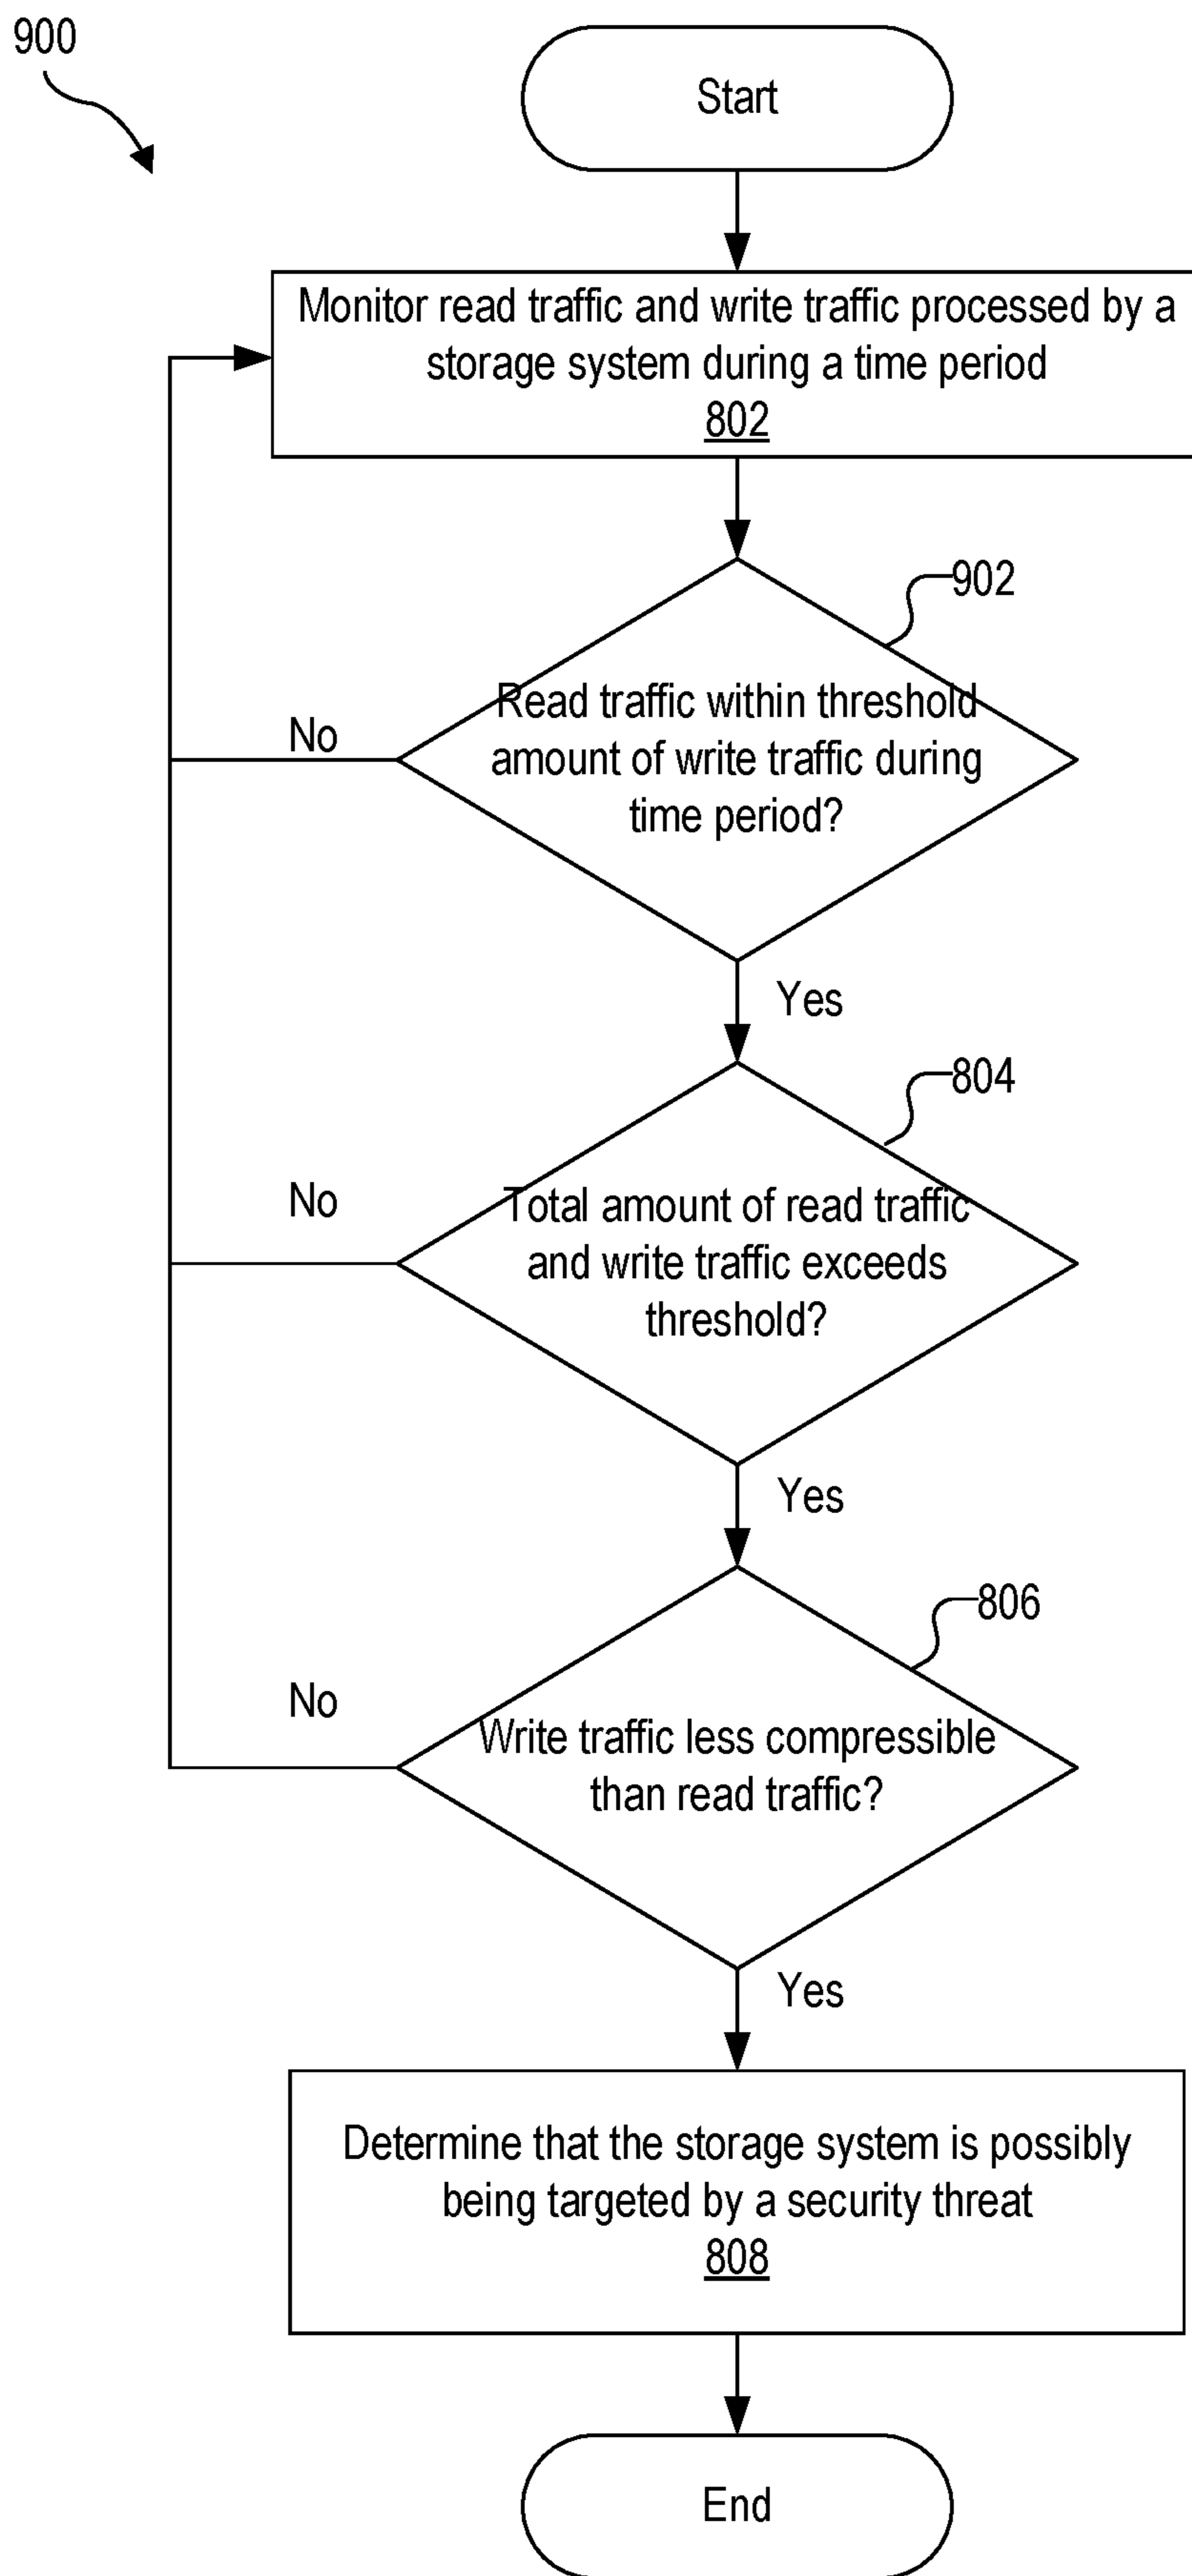 900
Start
Monitor read traffic and write traffic processed by a
storage system during a time period
802
902
Read traffic within threshold
amount of write traffic during
time period?
No
Yes
804
Total amount of read traffic
and write traffic exceeds
threshold?
No
Yes
806
Write traffic less compressible
than read traffic?
No
Yes
Determine that the storage system is possibly
being targeted by a security threat
808
End